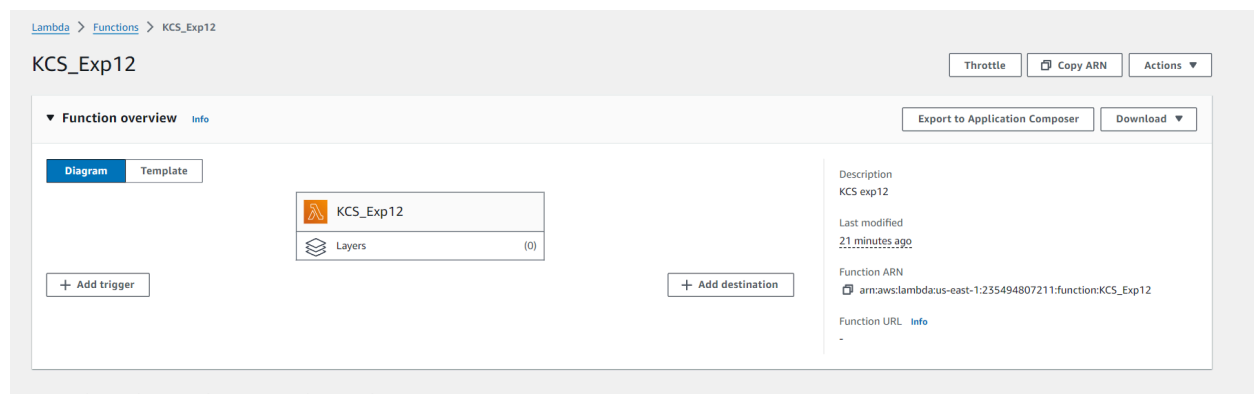 Lambda > Functions > KCS_Exp12
KCS_Exp12
Throttle
Copy ARN
Actions ▼
▼ Function overview Info
Export to Application Composer
Download ▼
Diagram
Template
KCS_Exp12
Layers (0)
+ Add trigger
+ Add destination
Description
KCS exp12
Last modified
21 minutes ago
Function ARN
arn:aws:lambda:us-east-1:235494807211:function:KCS_Exp12
Function URL Info
-